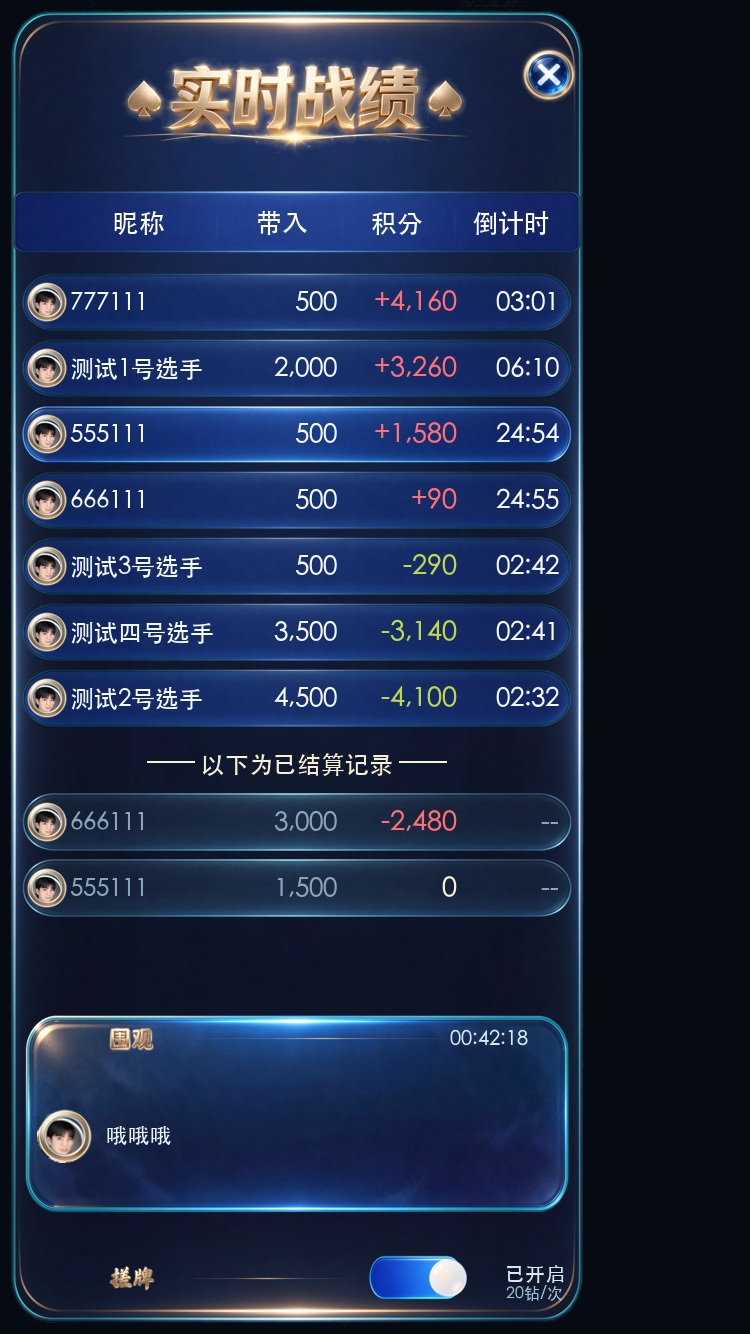 实时战绩
昵称 带入 积分 倒计时
777111 500 +4,160 03:01
测试1号选手 2,000 +3,260 06:10
555111 500 +1,580 24:54
666111 500 +90 24:55
测试3号选手 500 -290 02:42
测试四号选手 3,500 -3,140 02:41
测试2号选手 4,500 -4,100 02:32
以下为已结算记录
666111 3,000 -2,480 --
555111 1,500 0 --
围观 00:42:18
哦哦哦
搓牌 已开启
20钻/次